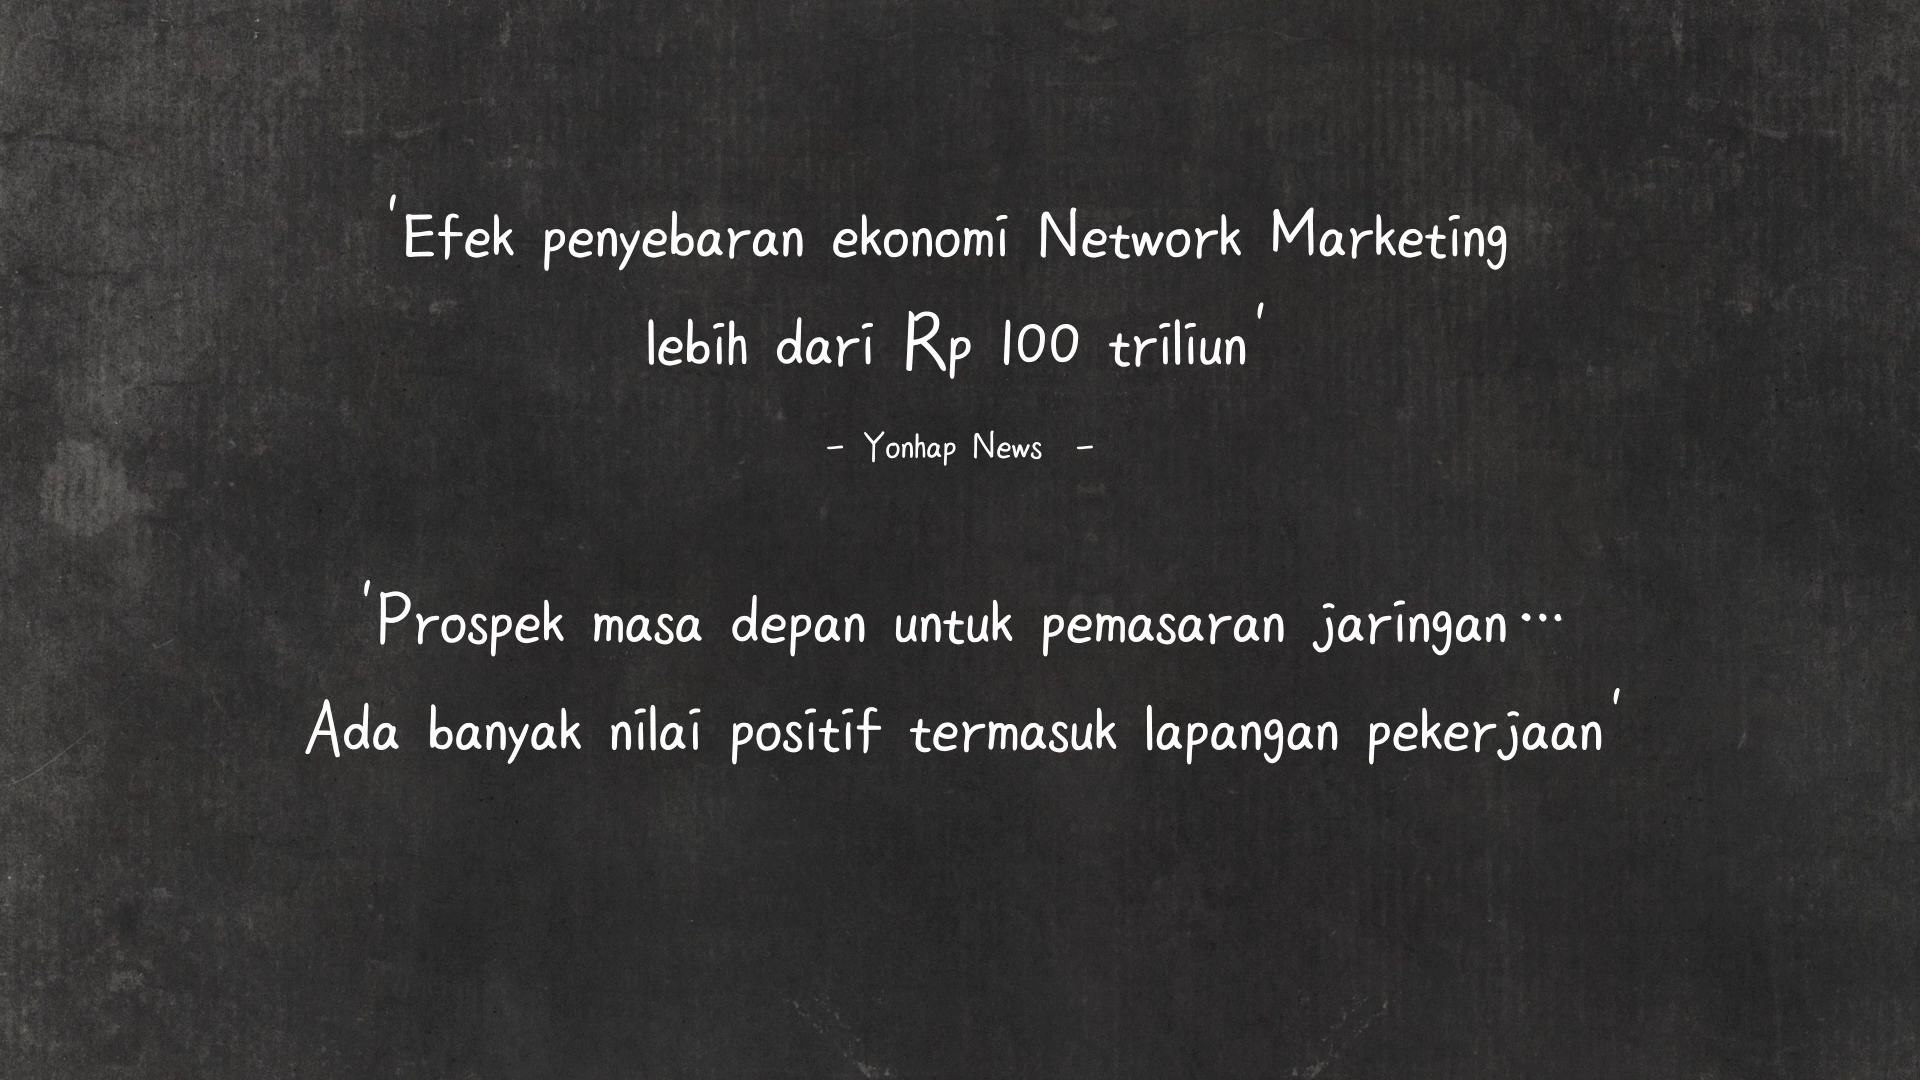 'Efek penyebaran ekonomi Network Marketing
lebih dari Rp 100 triliun'
- Yonhap News -
'Prospek masa depan untuk pemasaran jaringan···
Ada banyak nilai positif termasuk lapangan pekerjaan'